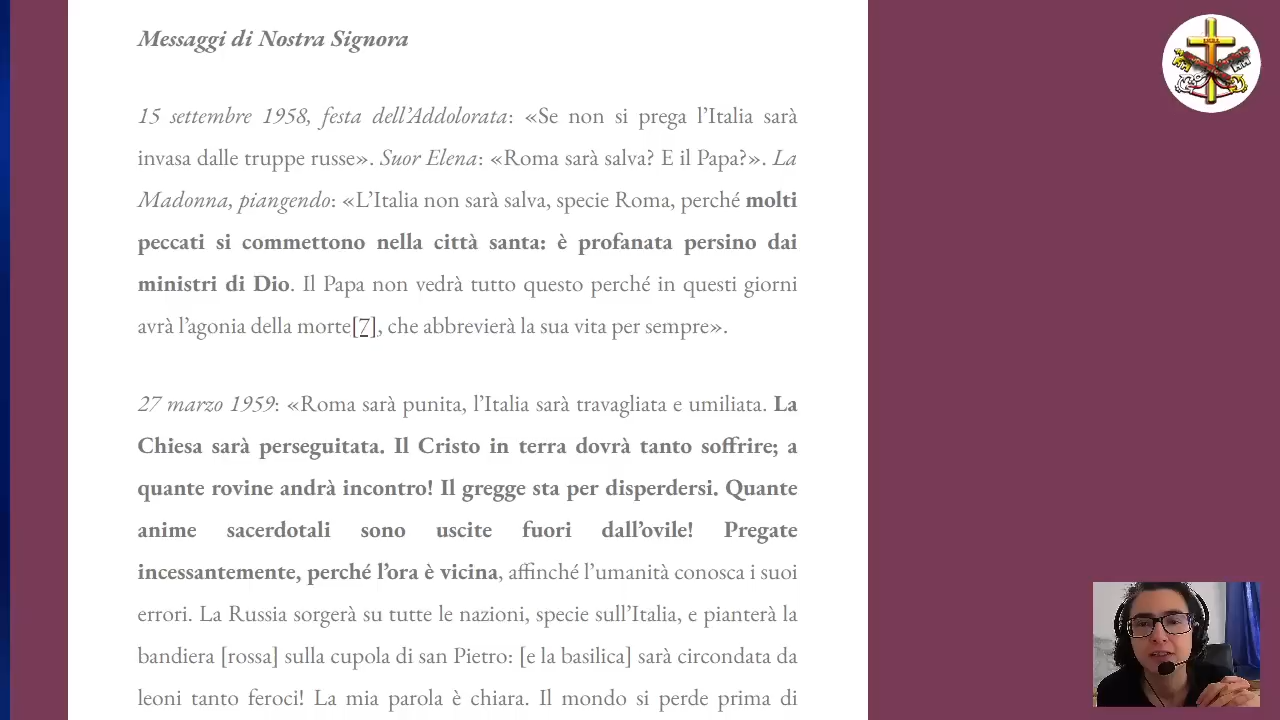 Messaggi di Nostra Signora
15 settembre 1958, festa dell'Addolorata: «Se non si prega l'Italia sarà
invasa dalle truppe russe». Suor Elena: «Roma sarà salva? E il Papa?». La
Madonna, piangendo: «L'Italia non sarà salva, specie Roma, perché molti
peccati si commettono nella città santa: è profanata persino dai
ministri di Dio. Il Papa non vedrà tutto questo perché in questi giorni
avrà l'agonia della morte[7], che abbrevierà la sua vita per sempre».
27 marzo 1959: «Roma sarà punita, l'Italia sarà travagliata e umiliata. La
Chiesa sarà perseguitata. Il Cristo in terra dovrà tanto soffrire; a
quante rovine andrà incontro! Il gregge sta per disperdersi. Quante
anime sacerdotali sono uscite fuori dall'ovile! Pregate
incessantemente, perché l'ora è vicina, affinché l'umanità conosca i suoi
errori. La Russia sorgerà su tutte le nazioni, specie sull'Italia, e pianterà la
bandiera [rossa] sulla cupola di san Pietro: [e la basilica] sarà circondata da
leoni tanto feroci! La mia parola è chiara. Il mondo si perde prima di